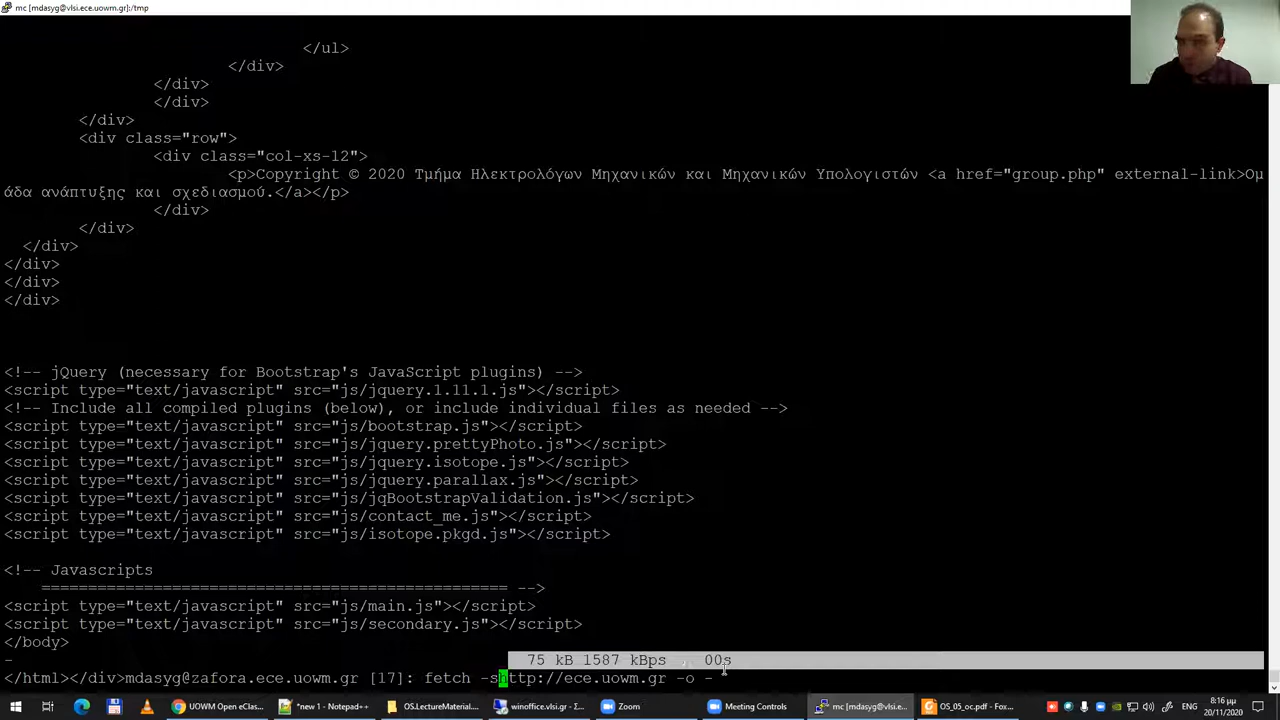 mc [mdasyg@vlsi.ece.uowm.gr]:/tmp
</ul>
</div>
</div>
</div>
</div>
<div class="row">
<div class="col-xs-12">
<p>Copyright © 2020 Τμήμα Ηλεκτρολόγων Μηχανικών και Μηχανικών Υπολογιστών <a href="group.php" external-link>Ομ
άδα ανάπτυξης και σχεδιασμού.</a></p>
</div>
</div>
</div>
</div>
</div>
</div>
<!-- jQuery (necessary for Bootstrap's JavaScript plugins) -->
<script type="text/javascript" src="js/jquery.1.11.1.js"></script>
<!-- Include all compiled plugins (below), or include individual files as needed -->
<script type="text/javascript" src="js/bootstrap.js"></script>
<script type="text/javascript" src="js/jquery.prettyPhoto.js"></script>
<script type="text/javascript" src="js/jquery.isotope.js"></script>
<script type="text/javascript" src="js/jquery.parallax.js"></script>
<script type="text/javascript" src="js/jqBootstrapValidation.js"></script>
<script type="text/javascript" src="js/contact_me.js"></script>
<script type="text/javascript" src="js/isotope.pkgd.js"></script>
<!-- Javascripts
================================================== -->
<script type="text/javascript" src="js/main.js"></script>
<script type="text/javascript" src="js/secondary.js"></script>
</body>
- 75 kB 1587 kBps 00s
</html></div>mdasyg@zafora.ece.uowm.gr [17]: fetch -shttp://ece.uowm.gr -o -
UOWM Open eClas... *new 1 - Notepad++ OS.LectureMaterial... winoffice.vlsi.gr - Σ... Zoom Meeting Controls mc [mdasyg@vlsi.e... OS_05_oc.pdf - Fox... ENG 8:16 μμ
20/11/2020